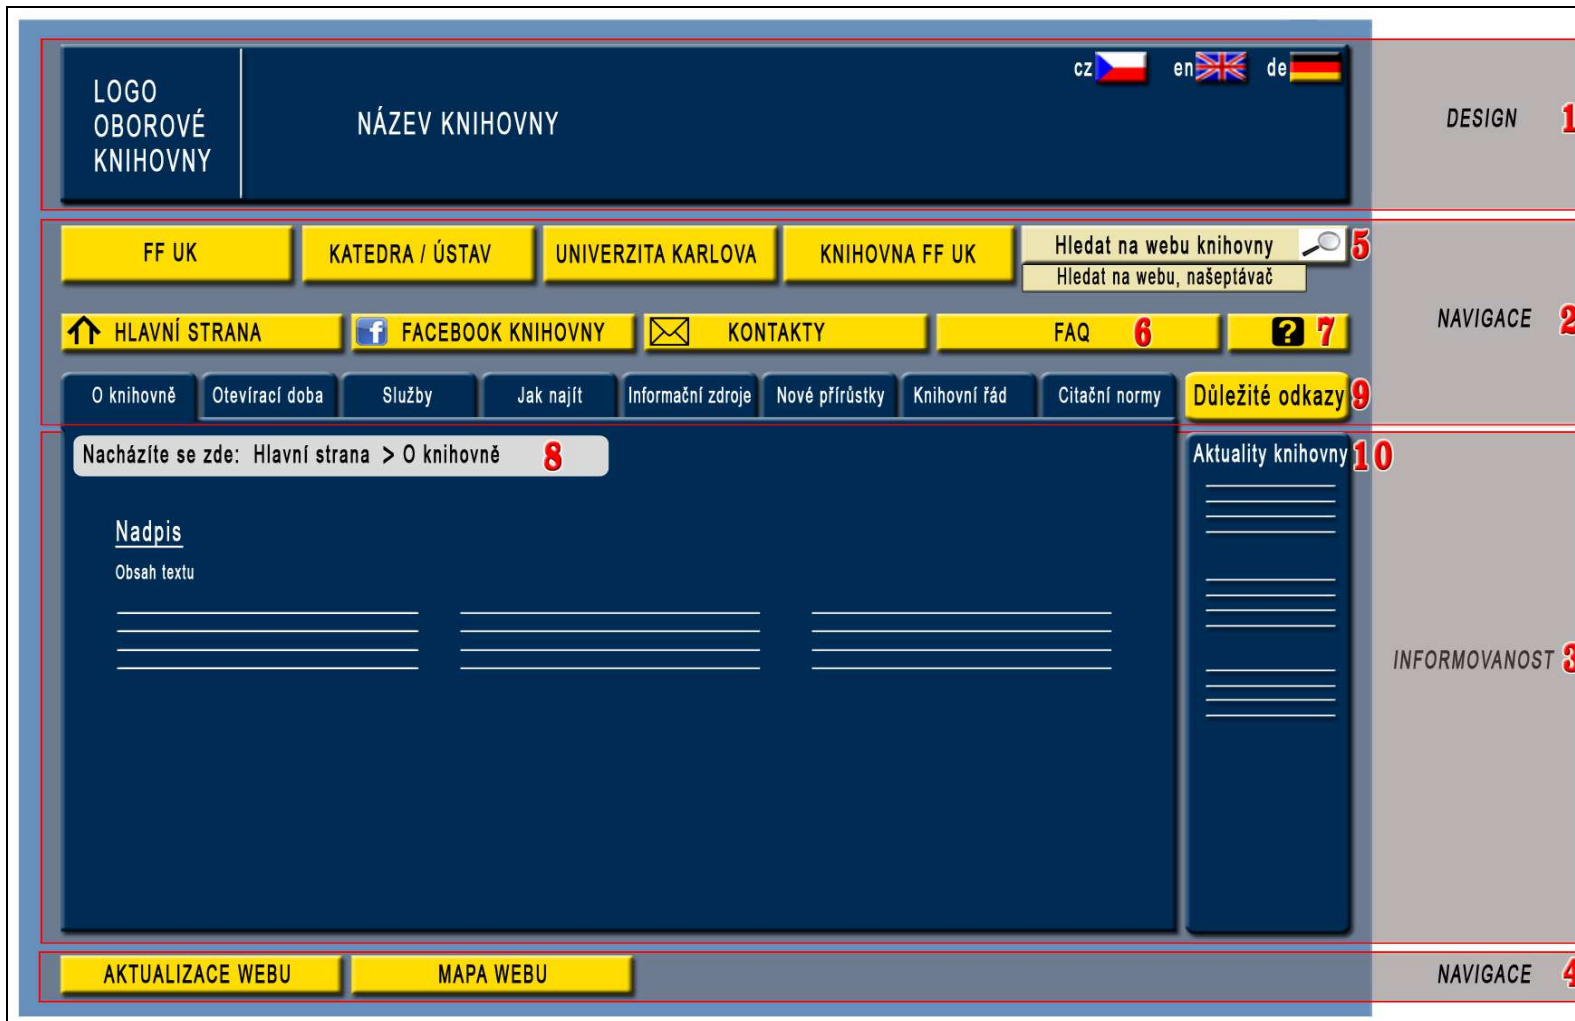 LOGO
OBOROVÉ
KNIHOVNY
NÁZEV KNIHOVNY
cz en de
DESIGN 1
FF UK
KATEDRA / ÚSTAV
UNIVERZITA KARLOVA
KNIHOVNA FF UK
Hledat na webu knihovny 5
Hledat na webu, našeptávač
HLAVNÍ STRANA
f FACEBOOK KNIHOVNY
KONTAKTY
FAQ 6
? 7
NAVIGACE 2
O knihovně
Otevírací doba
Služby
Jak najít
Informační zdroje
Nové přírůstky
Knihovní řád
Citační normy
Důležité odkazy 9
Nacházíte se zde: Hlavní strana > O knihovně 8
Aktuality knihovny 10
Nadpis
Obsah textu
INFORMOVANOST 3
AKTUALIZACE WEBU
MAPA WEBU
NAVIGACE 4